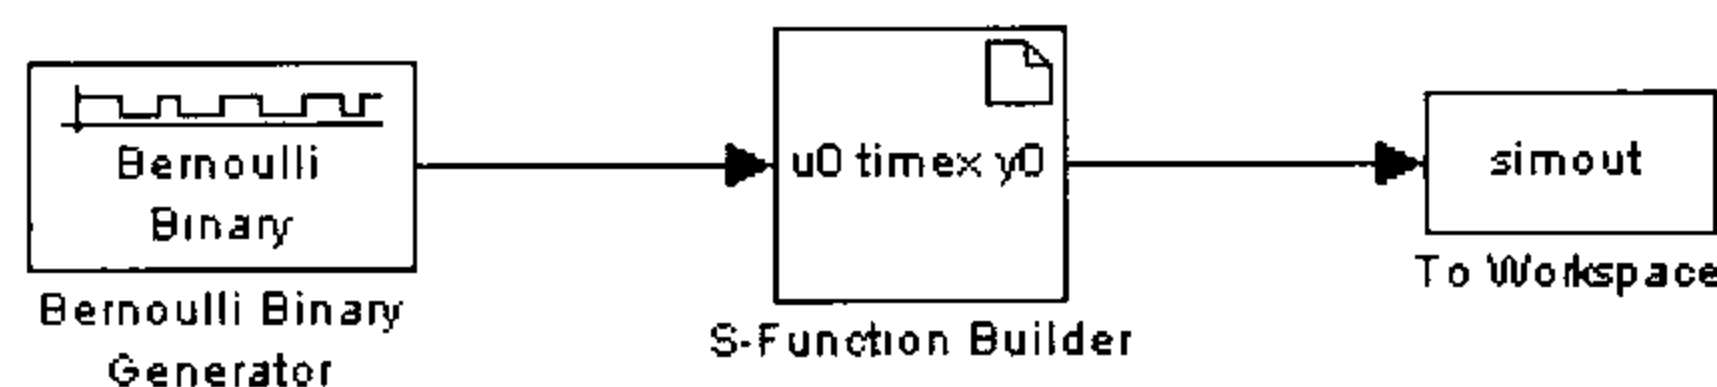 Bernoulli
Binary
Bernoulli Binary
Generator
u0 timex y0
S-Function Builder
simout
To Workspace